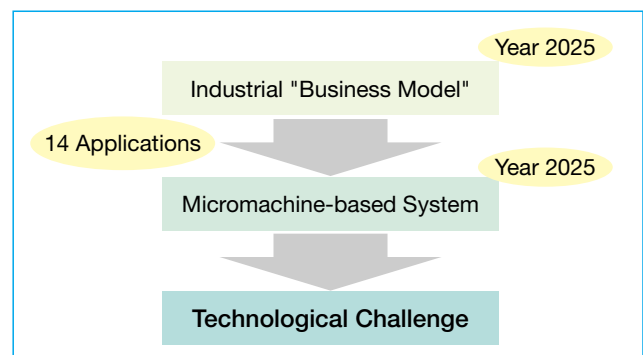 Year 2025
Industrial "Business Model"
14 Applications
Year 2025
Micromachine-based System
Technological Challenge